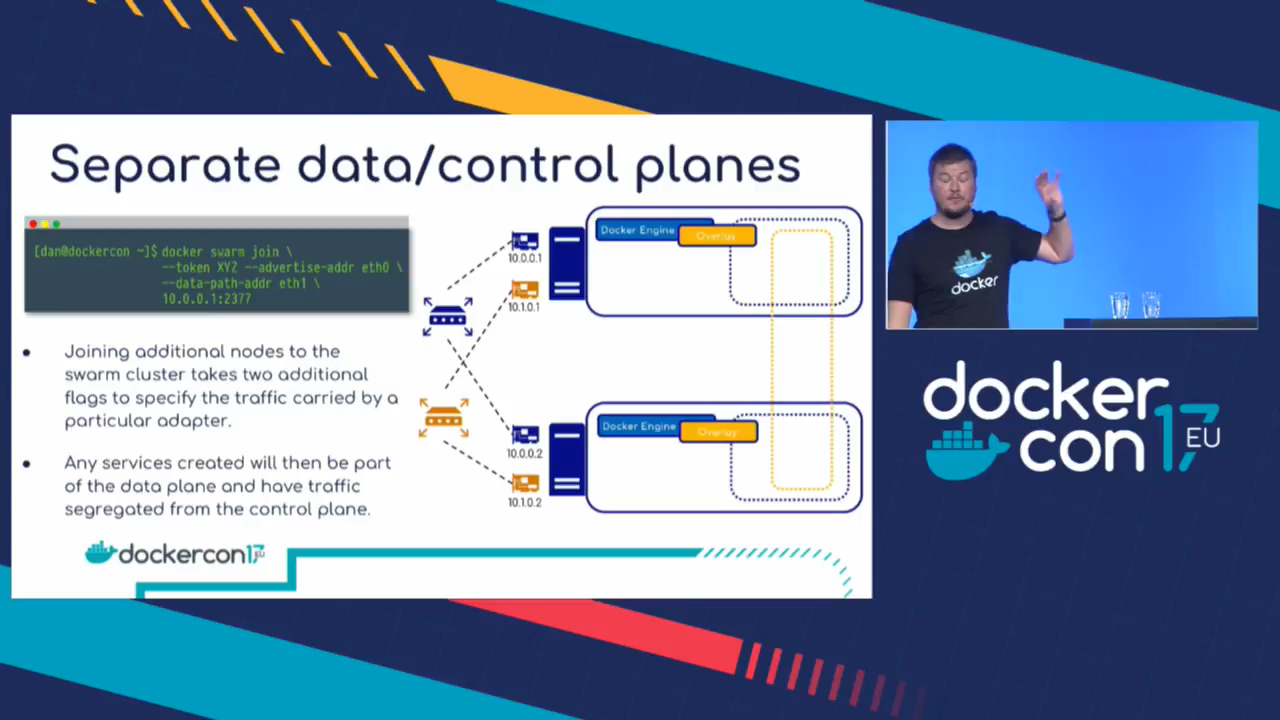 Separate data/control planes
[dan@dockercon ~]$ docker swarm join \
--token XYZ --advertise-addr eth0 \
--data-path-addr eth1 \
10.0.0.1:2377
● Joining additional nodes to the
swarm cluster takes two additional
flags to specify the traffic carried by a
particular adapter.
● Any services created will then be part
of the data plane and have traffic
segregated from the control plane.
10.0.0.1
10.1.0.1
Docker Engine
Overlay
10.0.0.2
10.1.0.2
Docker Engine
Overlay
dockercon17EU
docker
docker
con 17 EU